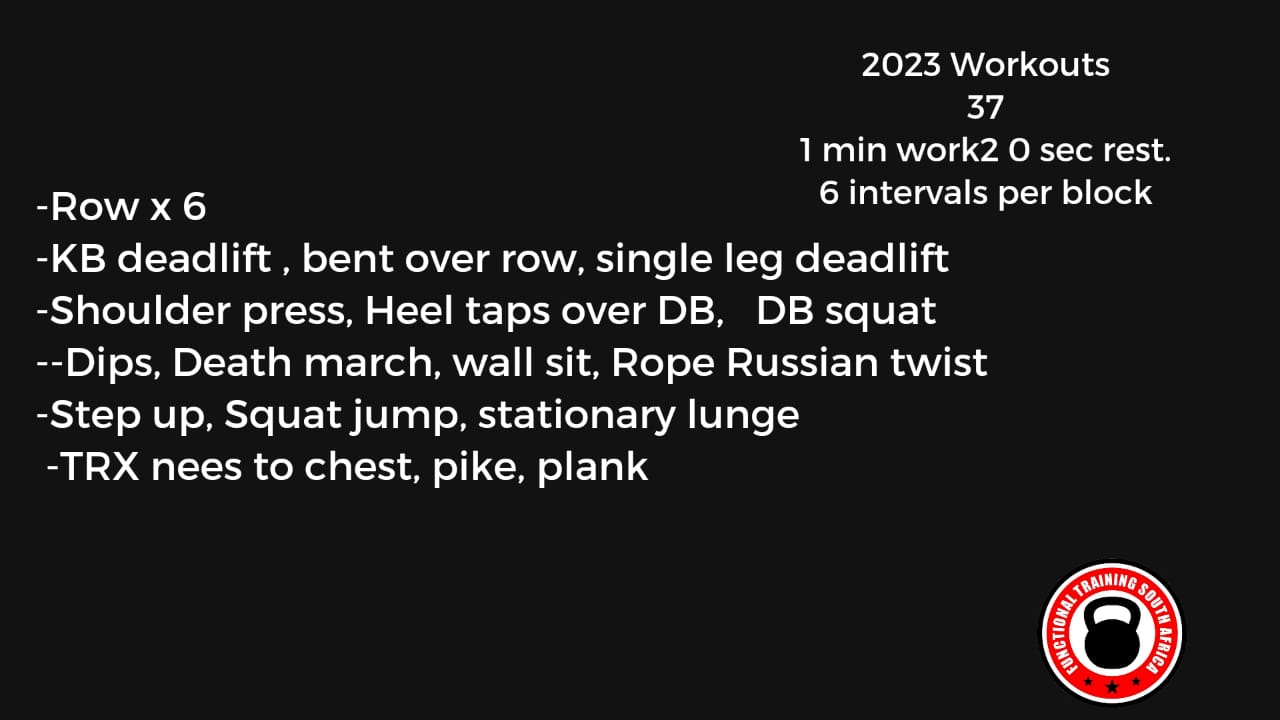 2023 Workouts
37
1 min work2 0 sec rest.
6 intervals per block
-Row x 6
-KB deadlift , bent over row, single leg deadlift
-Shoulder press, Heel taps over DB, DB squat
--Dips, Death march, wall sit, Rope Russian twist
-Step up, Squat jump, stationary lunge
-TRX nees to chest, pike, plank
FUNCTIONAL TRAINING SOUTH AFRICA